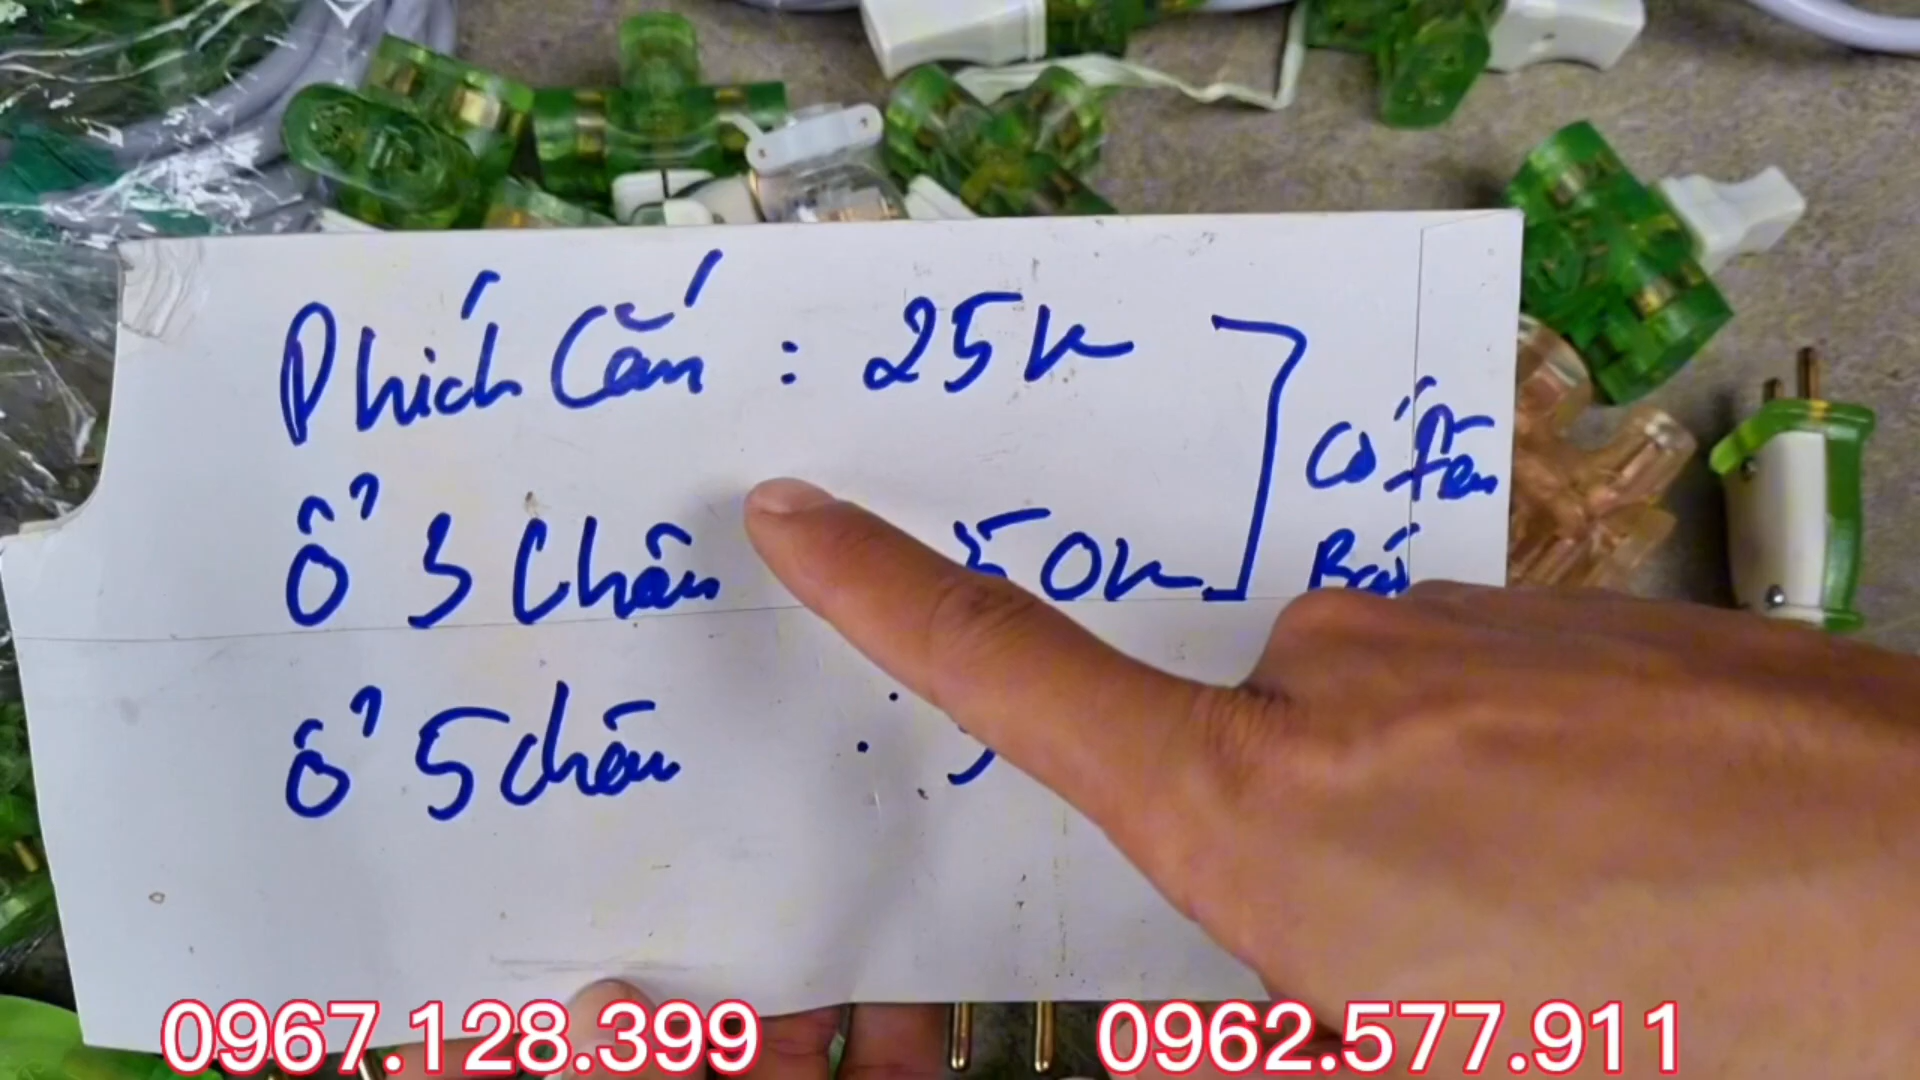 Phích Cắm : 25k
Có Tem
Ổ 3 Chân 50k
Ổ 5 chân :
0967.128.399
0962.577.911